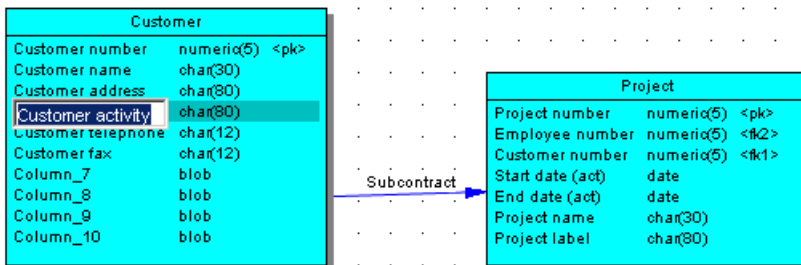 Customer
Customer number numeric(5) <pk>
Customer name char(30)
Customer address char(80)
Customer activity char(80)
Customer telephone char(12)
Customer fax char(12)
Column_7 blob
Column_8 blob
Column_9 blob
Column_10 blob
Subcontract
Project
Project number numeric(5) <pk>
Employee number numeric(5) <fk2>
Customer number numeric(5) <fk1>
Start date (act) date
End date (act) date
Project name char(30)
Project label char(80)